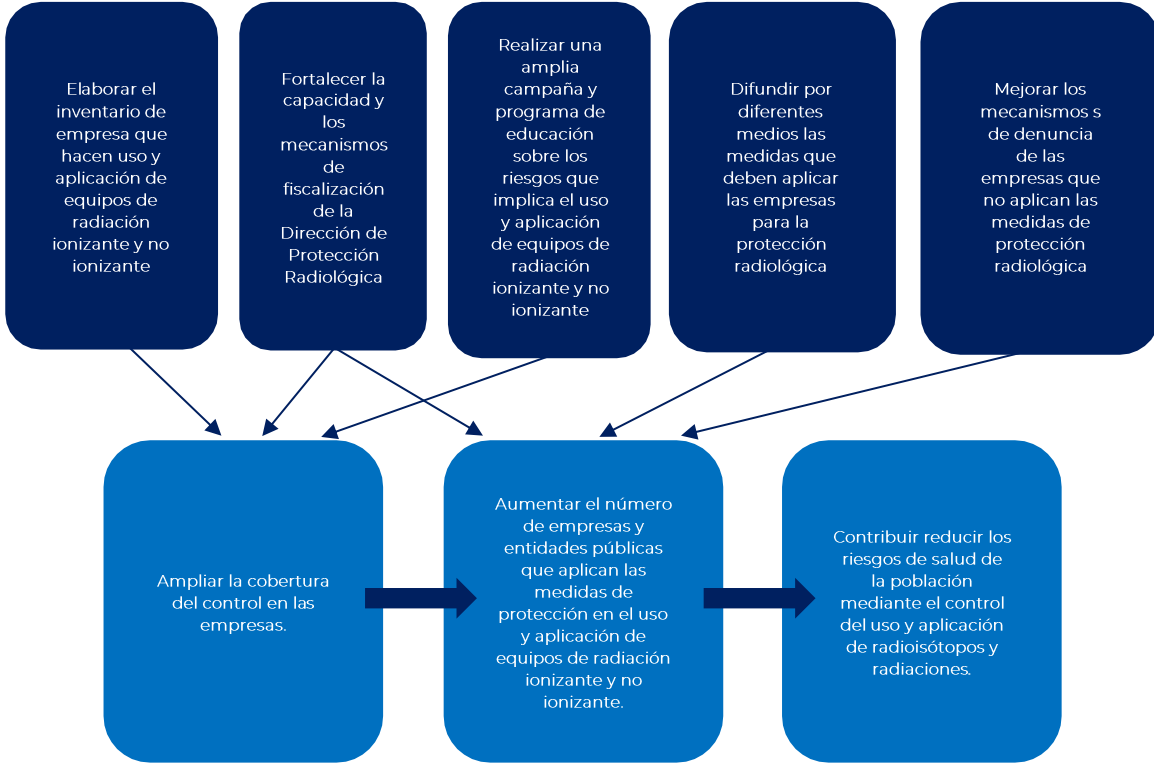 Elaborar el
inventario de
empresa que
hacen uso y
aplicación de
equipos de
radiación
ionizante y no
ionizante
Fortalecer la
capacidad y
los
mecanismos
de
fiscalización
de la
Dirección de
Protección
Radiológica
Realizar una
amplia
campaña y
programa de
educación
sobre los
riesgos que
implica el uso
y aplicación
de equipos de
radiación
ionizante y no
ionizante
Difundir por
diferentes
medios las
medidas que
deben aplicar
las empresas
para la
protección
radiológica
Mejorar los
mecanismos s
de denuncia
de las
empresas que
no aplican las
medidas de
protección
radiológica
Ampliar la cobertura
del control en las
empresas.
Aumentar el número
de empresas y
entidades públicas
que aplican las
medidas de
protección en el uso
y aplicación de
equipos de radiación
ionizante y no
ionizante.
Contribuir reducir los
riesgos de salud de
la población
mediante el control
del uso y aplicación
de radioisótopos y
radiaciones.